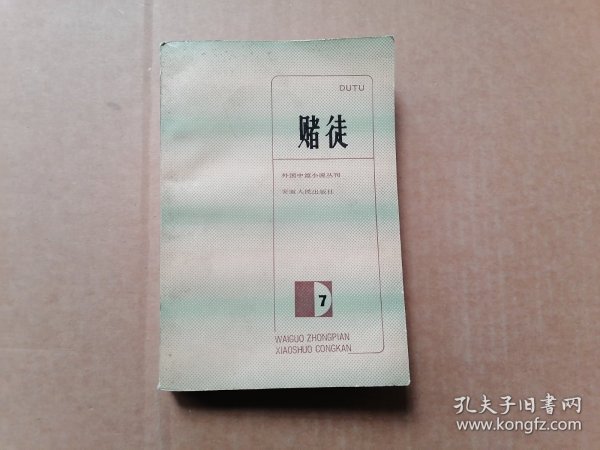 DUTU
赌徒
外国中篇小说丛刊
安徽人民出版社
7
WAIGUO ZHONGPIAN
XIAOSHUO CONGKAN
孔夫子旧书网
www.kongfz.com